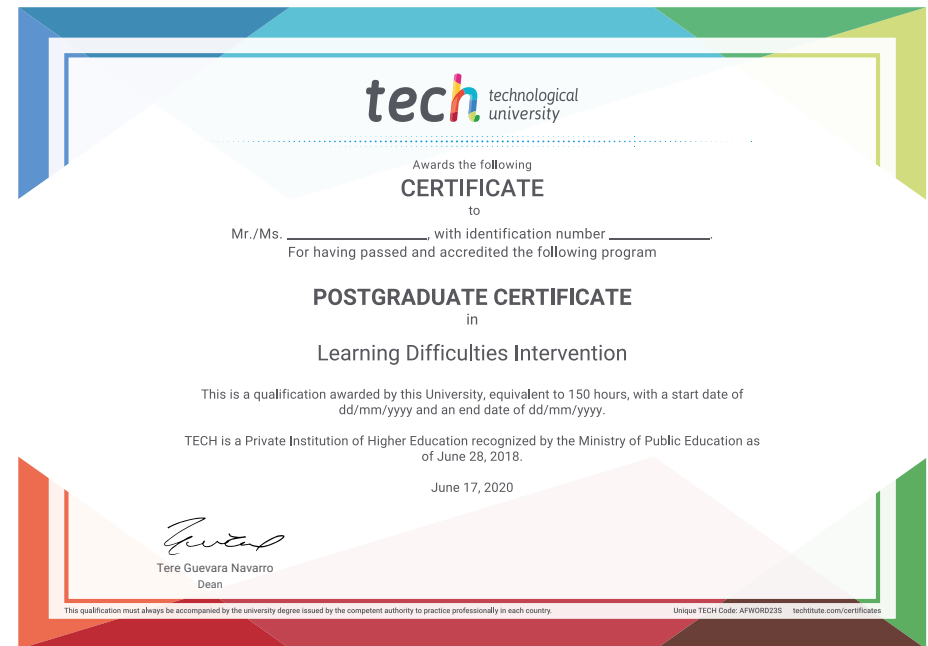 tech technological
university
Awards the following
CERTIFICATE
to
Mr./Ms. ____________________, with identification number ______________.
For having passed and accredited the following program
POSTGRADUATE CERTIFICATE
in
Learning Difficulties Intervention
This is a qualification awarded by this University, equivalent to 150 hours, with a start date of
dd/mm/yyyy and an end date of dd/mm/yyyy.
TECH is a Private Institution of Higher Education recognized by the Ministry of Public Education as
of June 28, 2018.
June 17, 2020
Tere Guevara Navarro
Dean
This qualification must always be accompanied by the university degree issued by the competent authority to practice professionally in each country.
Unique TECH Code: AFWORD23S techtitute.com/certificates